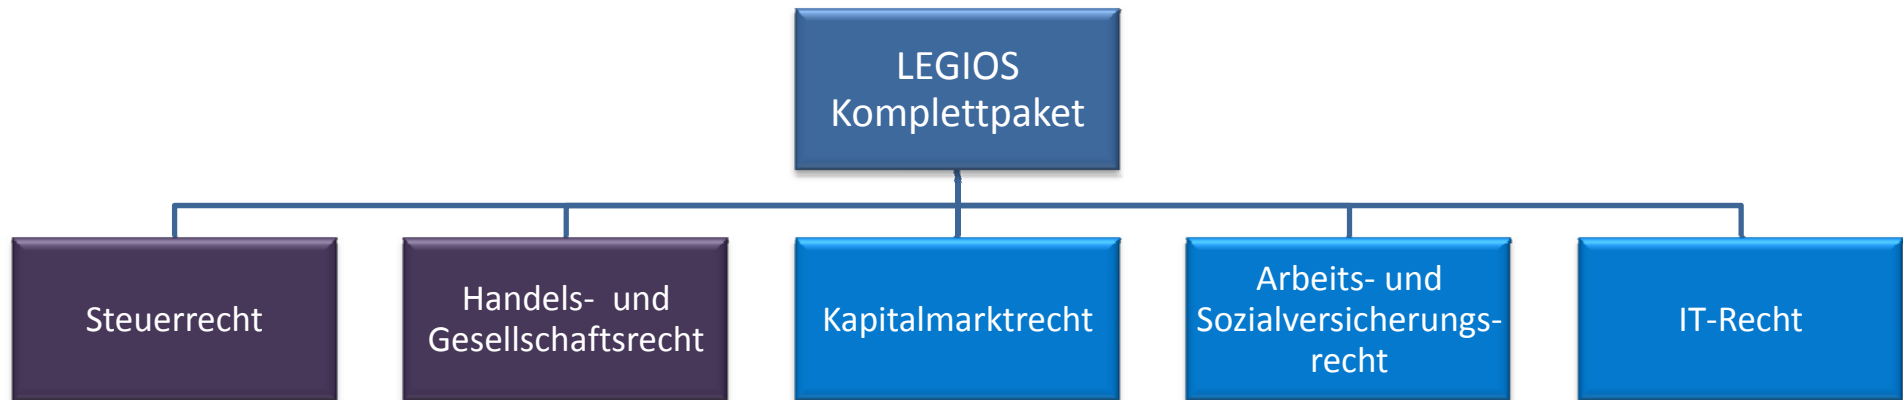 LEGIOS
Komplettpaket
Steuerrecht
Handels- und
Gesellschaftsrecht
Kapitalmarktrecht
Arbeits- und
Sozialversicherungs-
recht
IT-Recht